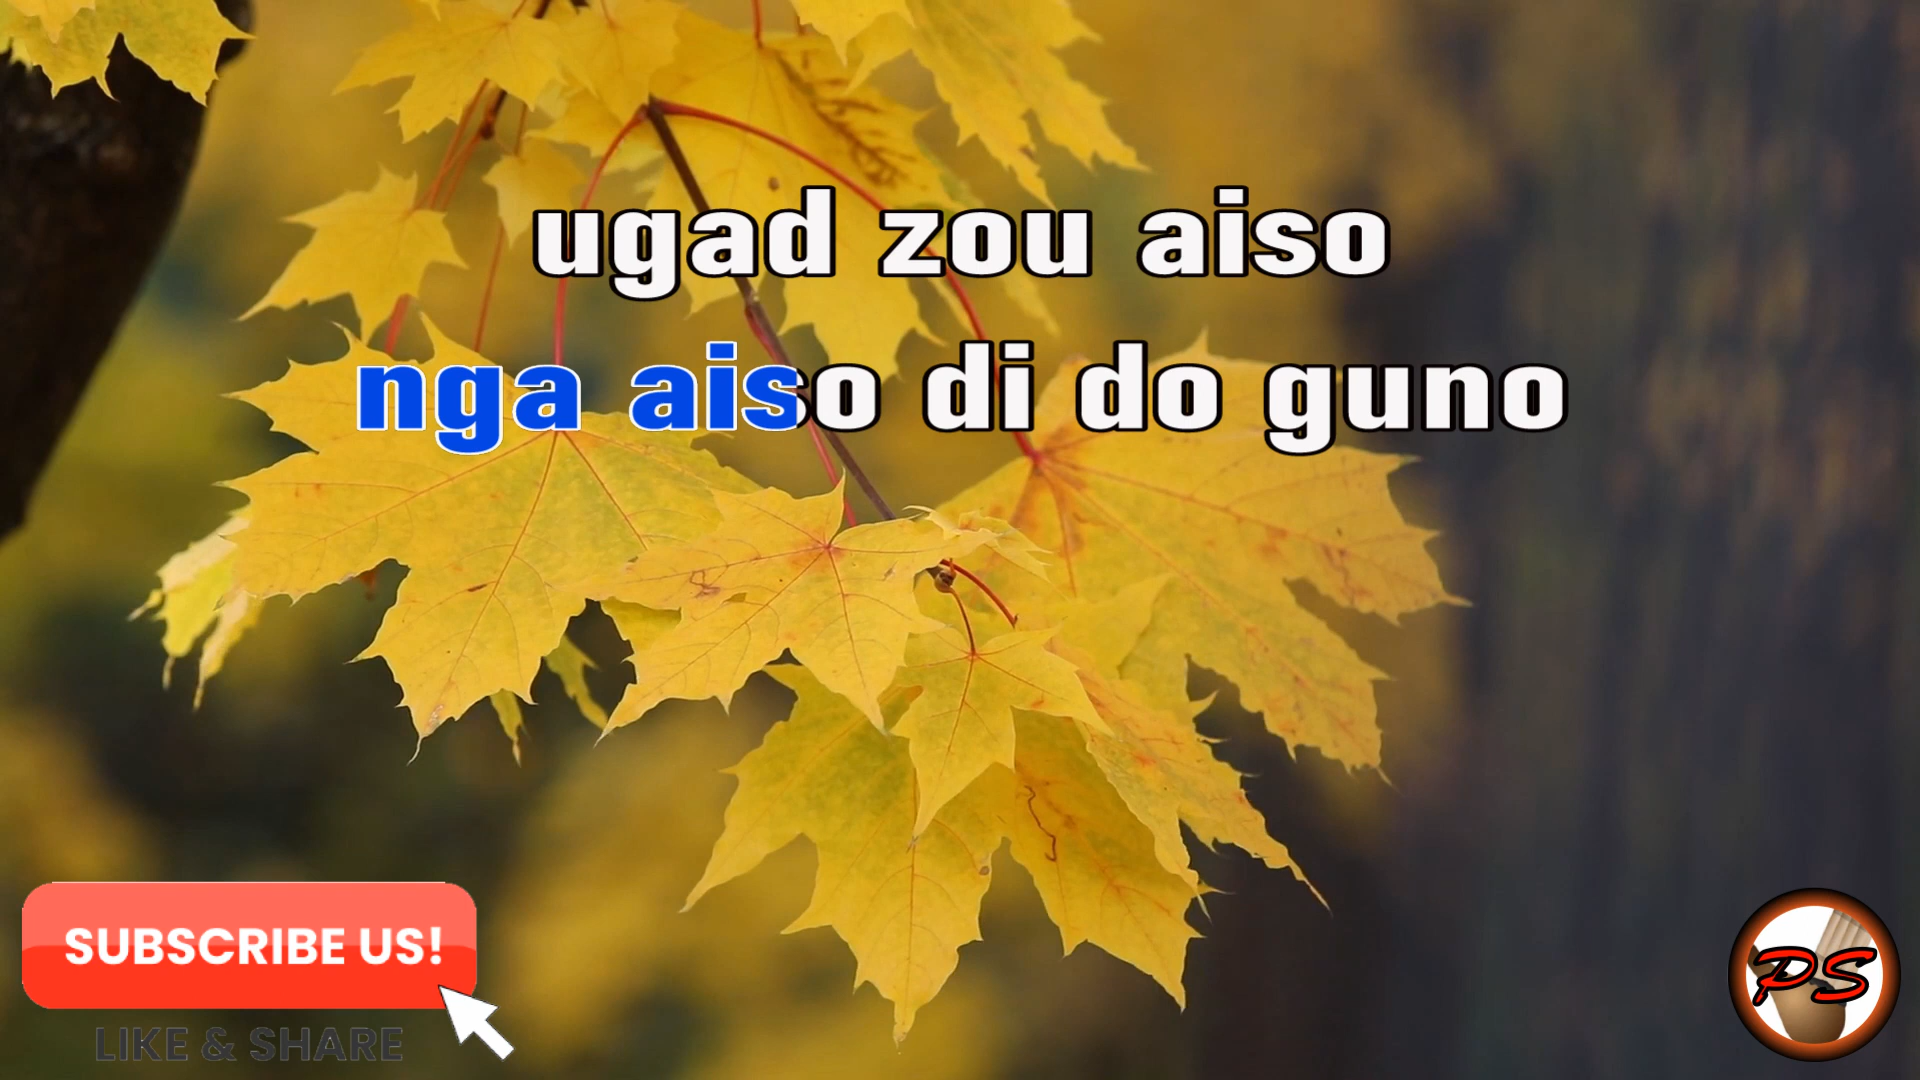 ugad zou aiso
nga aiso di do guno
SUBSCRIBE US!
LIKE & SHARE
PS